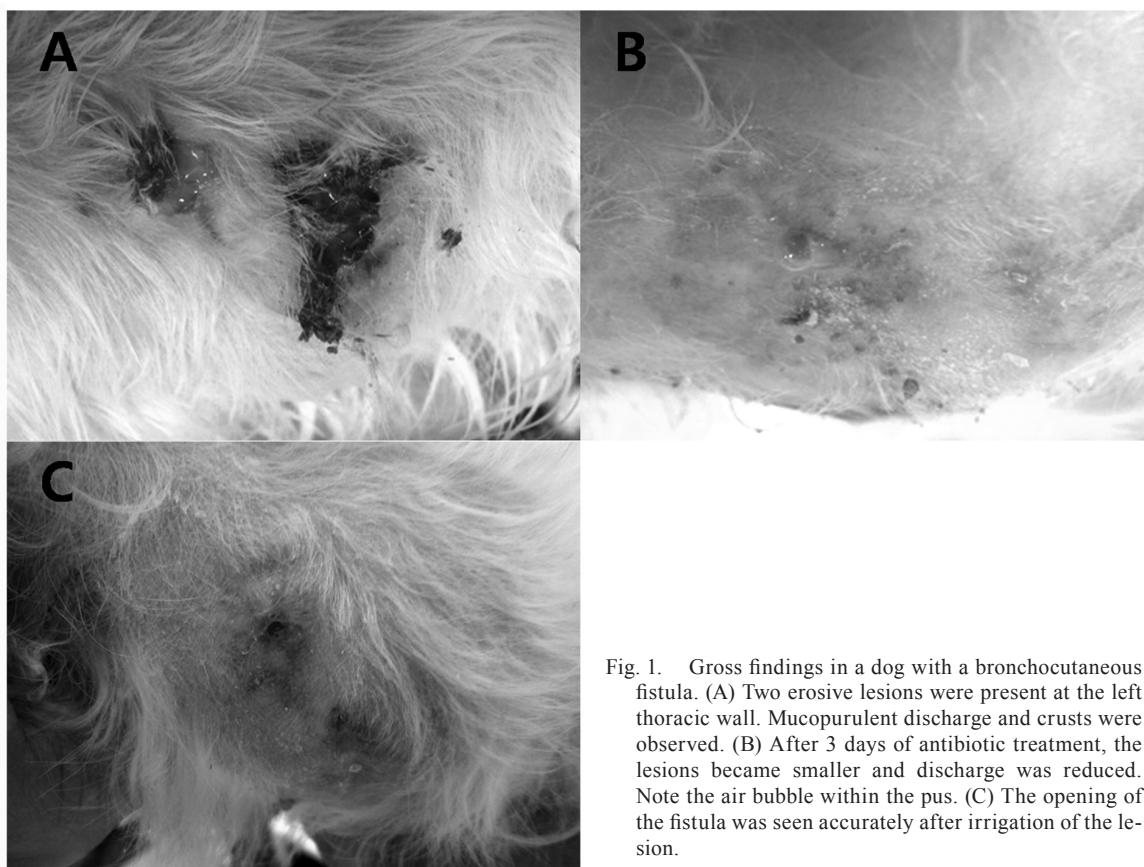 A
B
C
Fig. 1. Gross findings in a dog with a bronchocutaneous
fistula. (A) Two erosive lesions were present at the left
thoracic wall. Mucopurulent discharge and crusts were
observed. (B) After 3 days of antibiotic treatment, the
lesions became smaller and discharge was reduced.
Note the air bubble within the pus. (C) The opening of
the fistula was seen accurately after irrigation of the le-
sion.